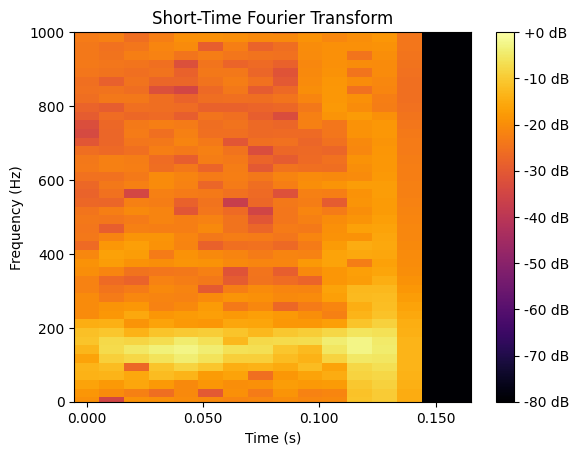 Short-Time Fourier Transform
1000
800
600
400
200
0
Frequency (Hz)
0.000
0.050
0.100
0.150
Time (s)
+0 dB
-10 dB
-20 dB
-30 dB
-40 dB
-50 dB
-60 dB
-70 dB
-80 dB